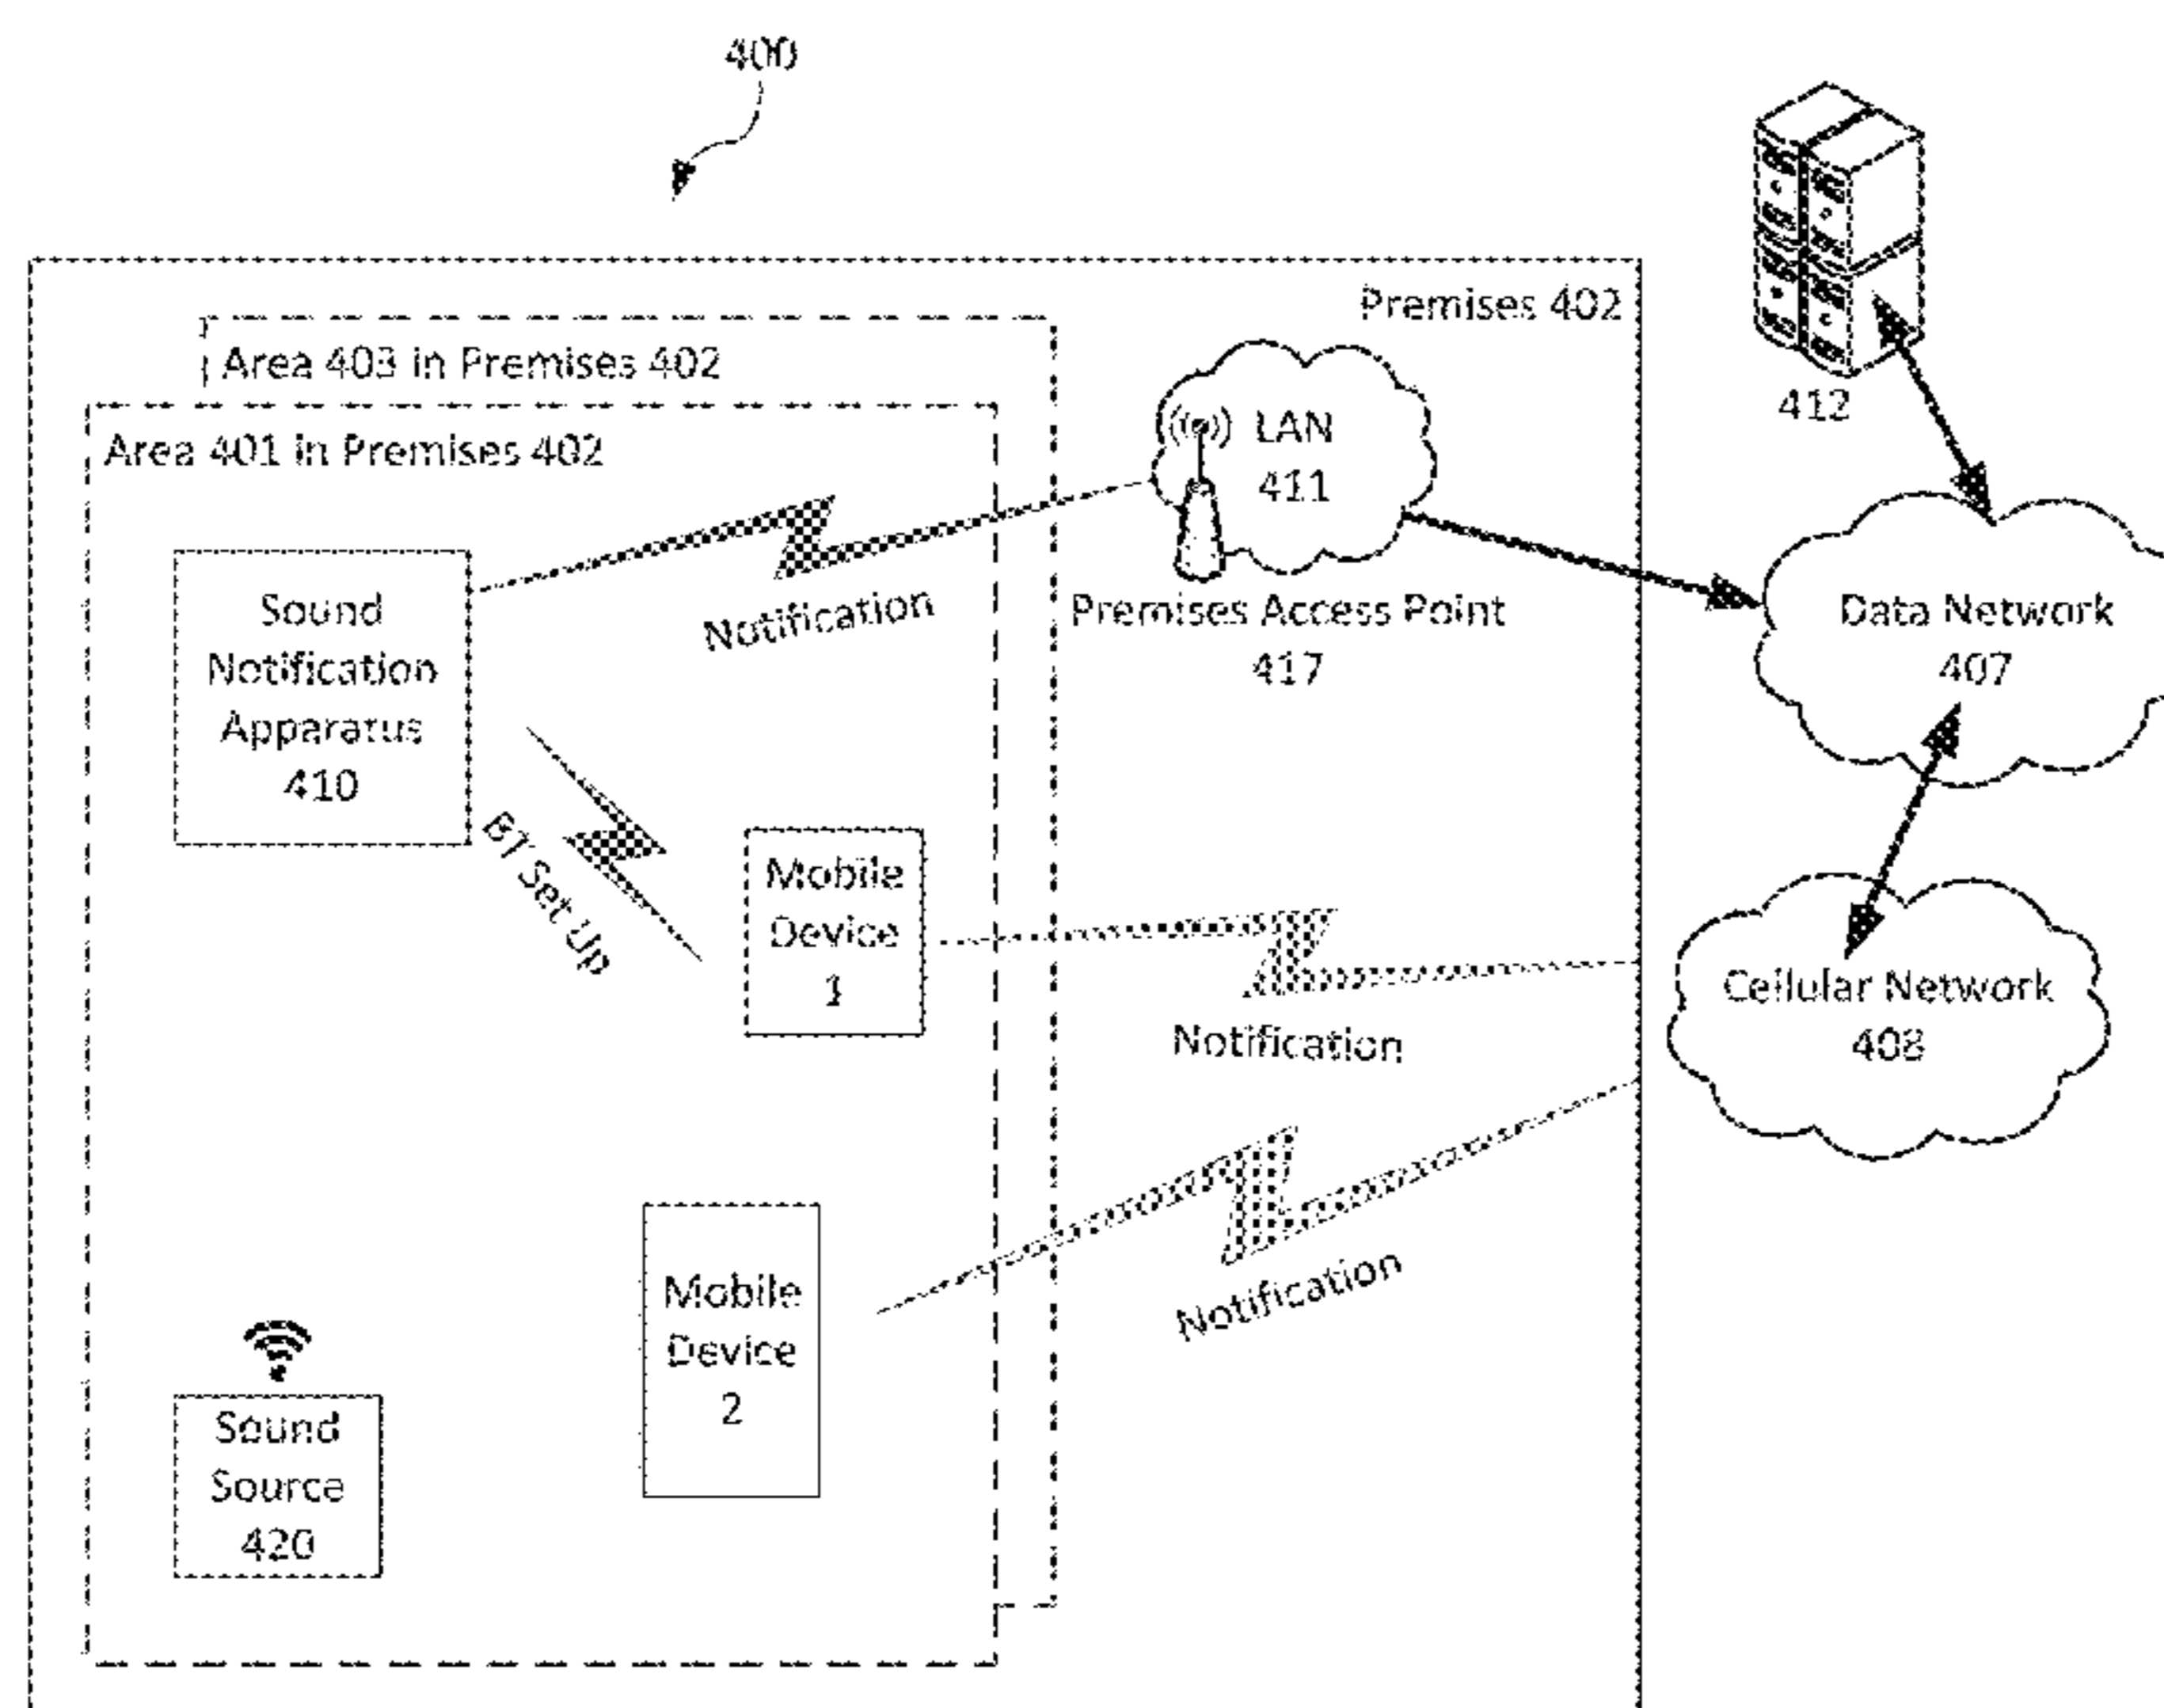 400
Premises 402
Area 403 in Premises 402
Area 401 in Premises 402
LAN
411
412
Sound
Notification
Apparatus
410
Notification
Premises Access Point
417
Data Network
407
BT Set Up
Mobile
Device
1
Notification
Cellular Network
408
Mobile
Device
2
Notification
Sound
Source
420